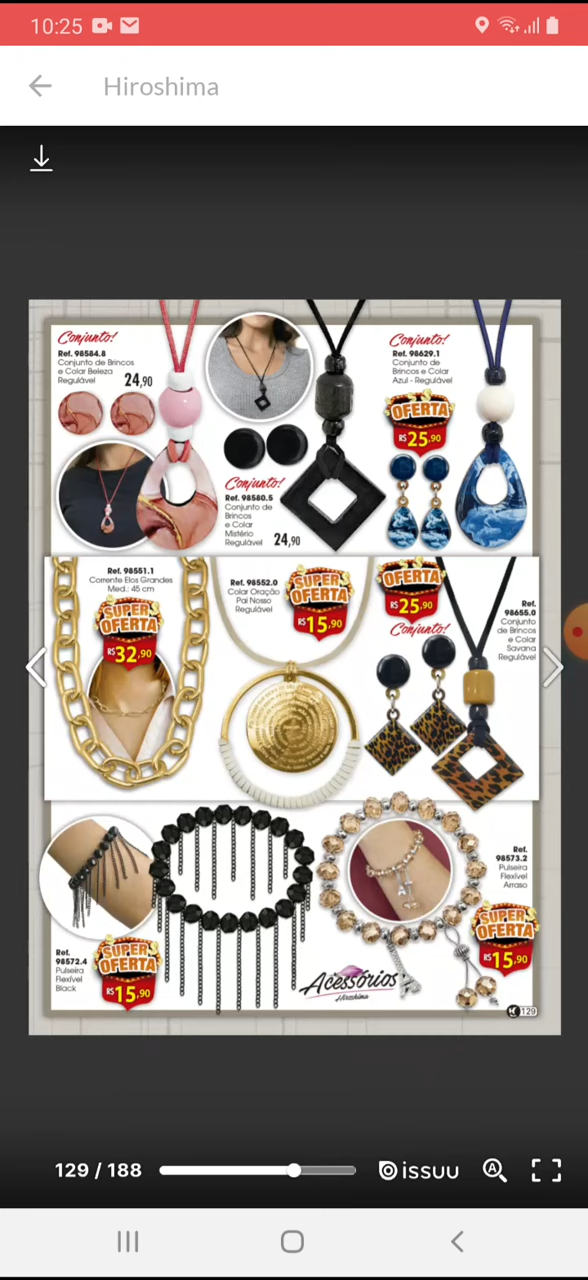 10:25
Hiroshima
Conjunto!
Ref. 98584.8
Conjunto de Brincos
e Colar Beleza
Regulável
24,90
Conjunto!
Ref. 98580.5
Conjunto de
Brincos
e Colar
Mistério
Regulável
24,90
Conjunto!
Ref. 98629.1
Conjunto de
Brincos e Colar
Azul - Regulável
OFERTA
R$25,90
Ref. 98551.1
Corrente Elos Grandes
Med.: 45 cm
SUPER
OFERTA
R$32,90
Ref. 98552.0
Colar Oração
Pai Nosso
Regulável
SUPER
OFERTA
R$15,90
OFERTA
R$25,90
Conjunto!
Ref.
98655.0
Conjunto
de Brincos
e Colar
Savana
Regulável
Ref.
98572.4
Pulseira
Flexível
Black
SUPER
OFERTA
R$15,90
Ref.
98573.2
Pulseira
Flexível
Arraso
SUPER
OFERTA
R$15,90
Acessórios
Hiroshima
129
129 / 188
issuu